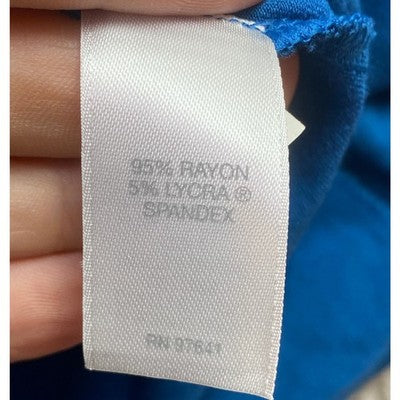 95% RAYON
5% LYCRA ®
SPANDEX
RN 97641